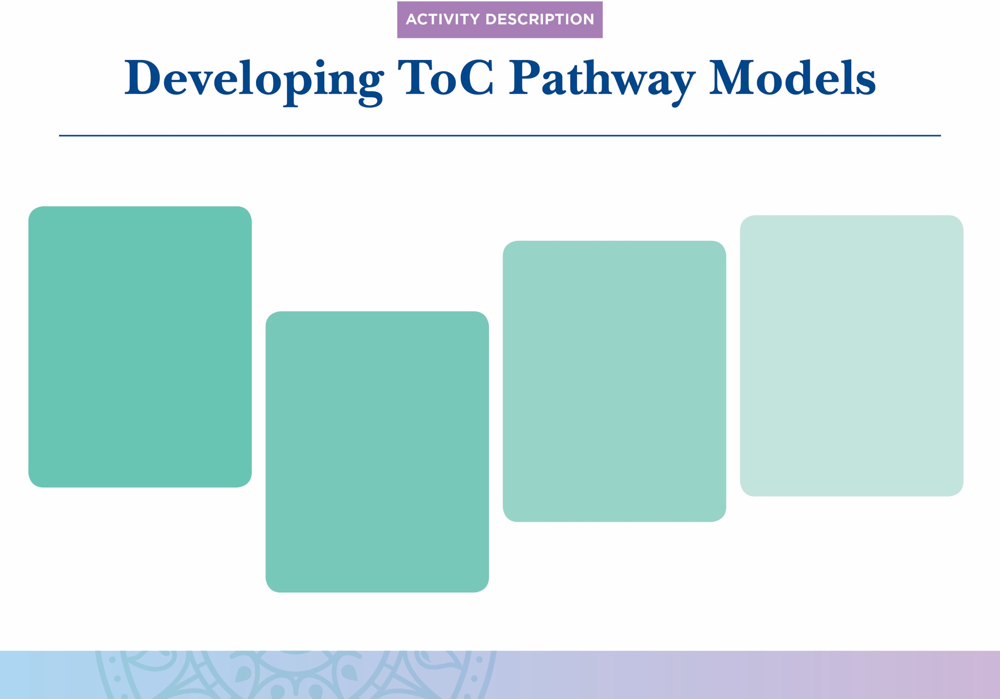 ACTIVITY DESCRIPTION
Developing ToC Pathway Models